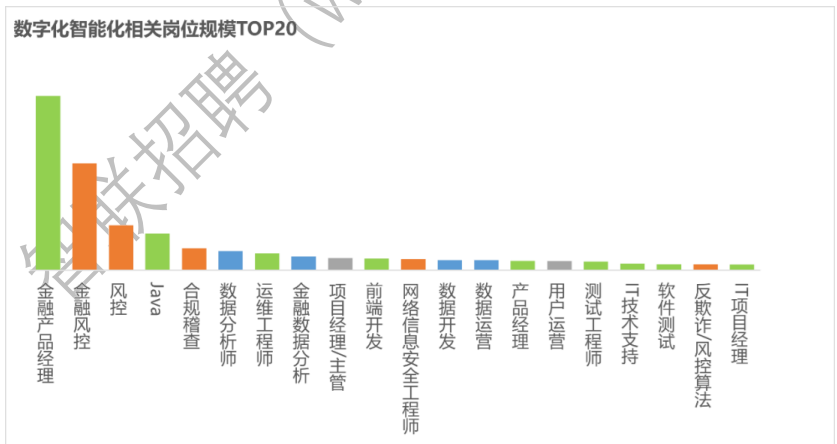 数字化智能化相关岗位规模TOP20
智联招聘（w
金融产品经理
金融风控
风控
Java
合规稽查
数据分析师
运维工程师
金融数据分析
项目经理/主管
前端开发
网络信息安全工程师
数据开发
数据运营
产品经理
用户运营
测试工程师
IT技术支持
软件测试
反欺诈/风控算法
IT项目经理